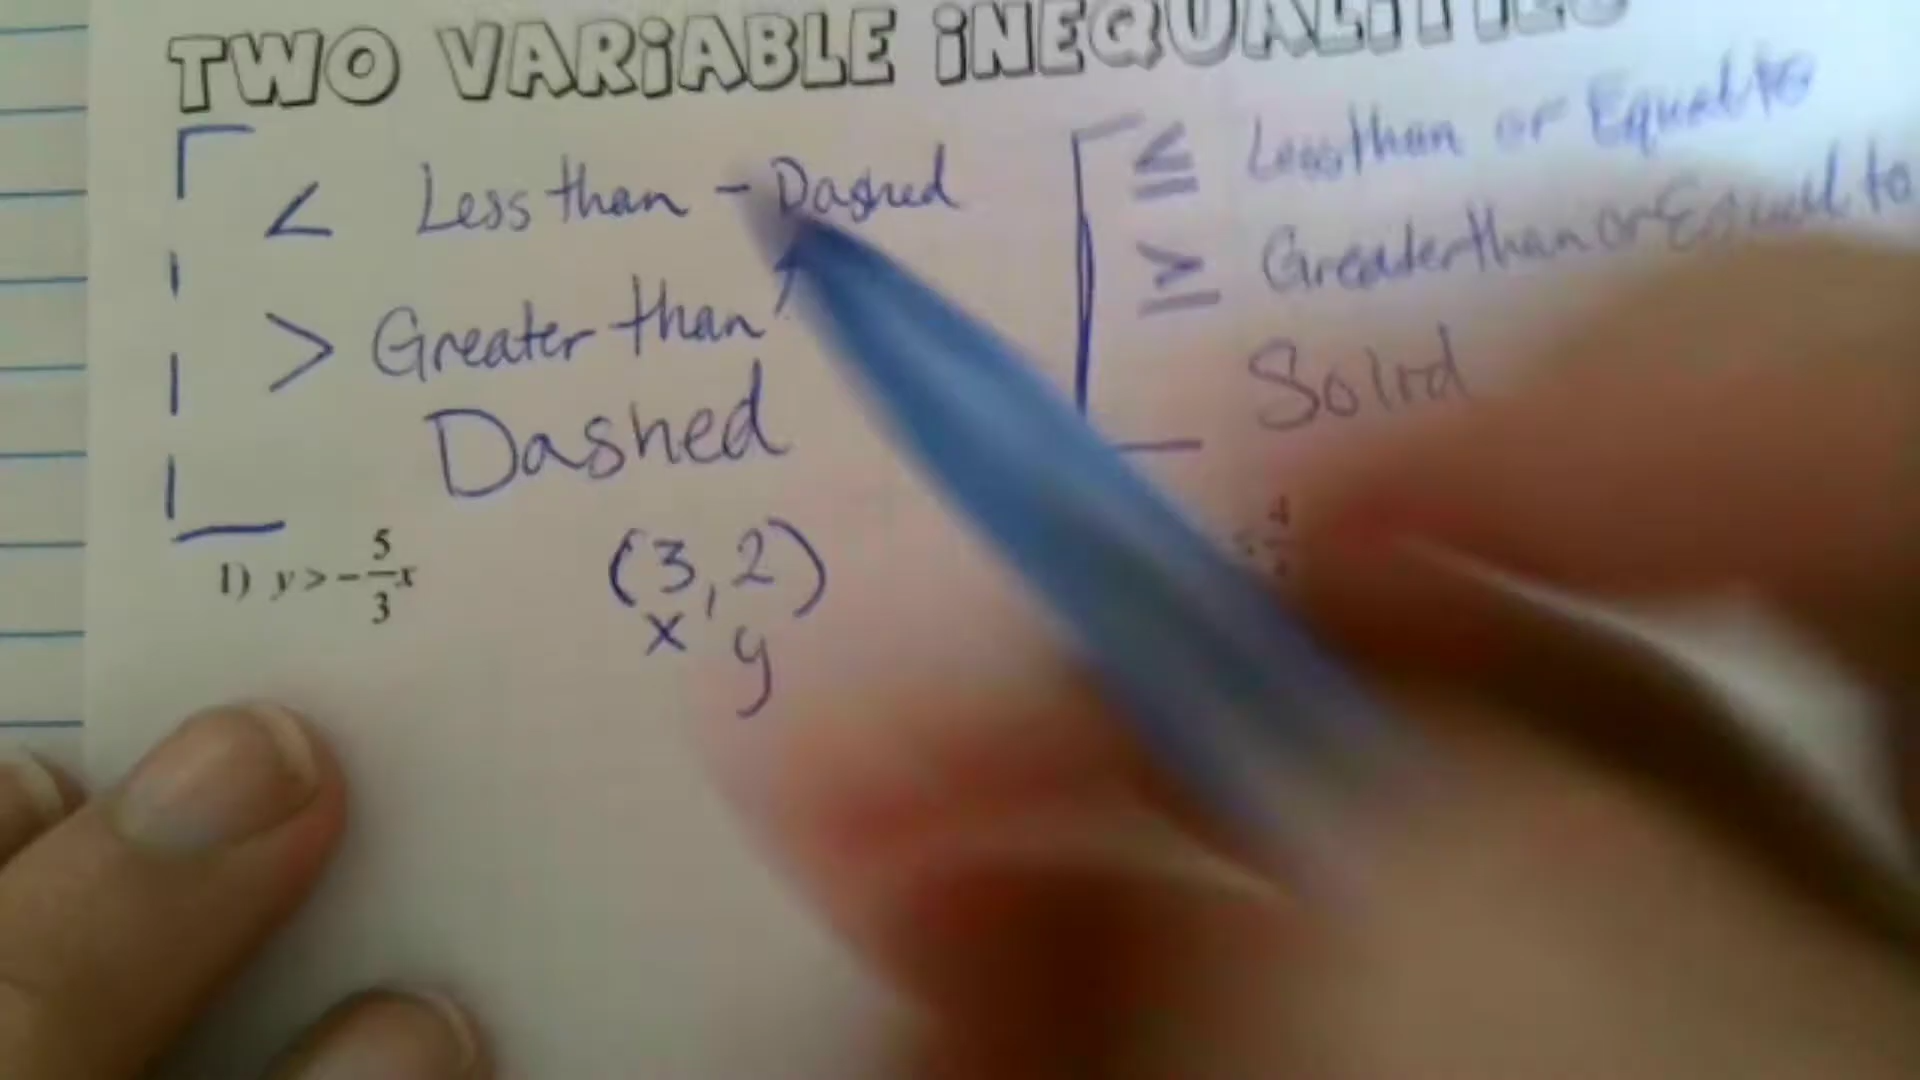 TWO VARIABLE INEQUALITIES
< Less than - Dashed
> Greater than
Dashed
≤ Less than or Equal to
≥ Greater than or Equal to
Solid
1) y > -5/3x
(3, 2)
x, y